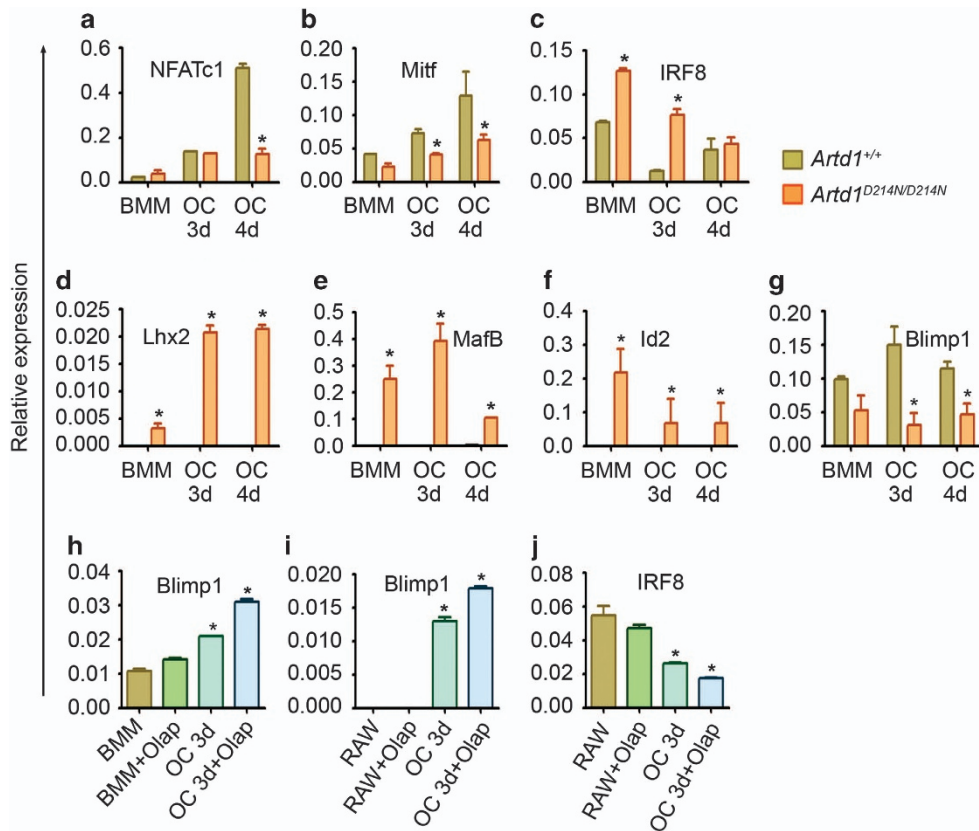 Relative expression
a
NFATc1
0.6
0.4
0.2
0.0
BMM
OC
3d
OC
4d
b
Mitf
0.20
0.15
0.10
0.05
0.00
BMM
OC
3d
OC
4d
c
IRF8
0.15
0.10
0.05
0.00
BMM
OC
3d
OC
4d
*
*
*
*
*
Artd1+/+
Artd1D214N/D214N
d
Lhx2
0.025
0.020
0.015
0.010
0.005
0.000
BMM
OC
3d
OC
4d
*
*
*
e
MafB
0.5
0.4
0.3
0.2
0.1
0.0
BMM
OC
3d
OC
4d
*
*
*
f
Id2
0.4
0.3
0.2
0.1
0.0
BMM
OC
3d
OC
4d
*
*
*
g
Blimp1
0.20
0.15
0.10
0.05
0.00
BMM
OC
3d
OC
4d
*
*
h
Blimp1
0.04
0.03
0.02
0.01
0.00
*
*
BMM
BMM+Olap
OC 3d
OC 3d+Olap
i
Blimp1
0.020
0.015
0.010
0.005
0.000
*
*
RAW
RAW+Olap
OC 3d
OC 3d+Olap
j
IRF8
0.08
0.06
0.04
0.02
0.00
*
*
RAW
RAW+Olap
OC 3d
OC 3d+Olap